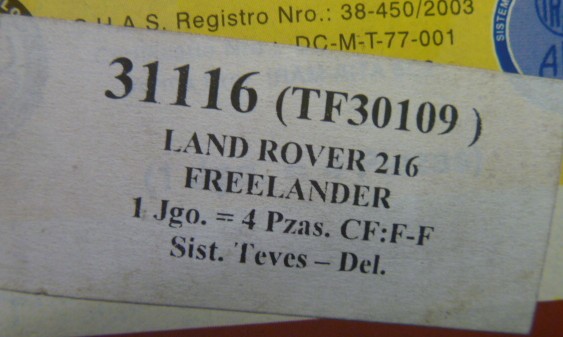 U A S. Registro Nro.: 38-450/2003
DC-M-T-77-001
SISTEM
31116 (TF30109 )
LAND ROVER 216
FREELANDER
1 Jgo. = 4 Pzas. CF:F-F
Sist. Teves – Del.